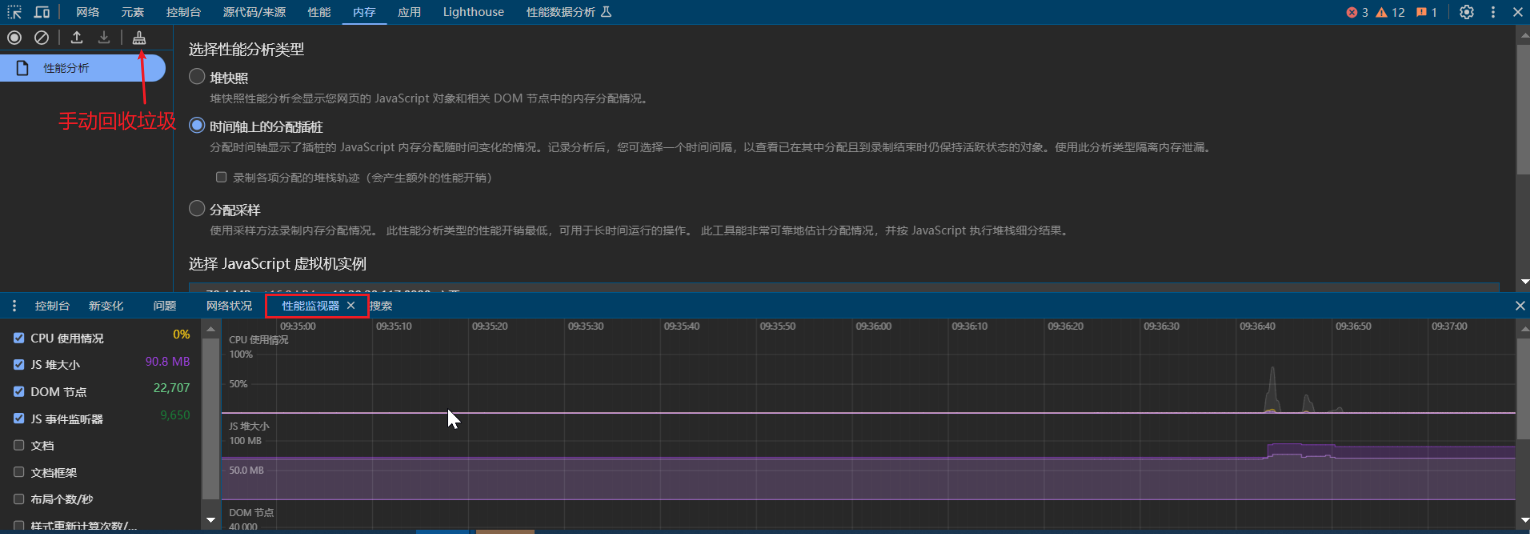 网络 元素 控制台 源代码/来源 性能 内存 应用 Lighthouse 性能数据分析 3 12 1
性能分析
手动回收垃圾
选择性能分析类型
堆快照
堆快照性能分析会显示您网页的 JavaScript 对象和相关 DOM 节点中的内存分配情况。
时间轴上的分配插桩
分配时间轴显示了插桩的 JavaScript 内存分配随时间变化的情况。记录分析后，您可选择一个时间间隔，以查看已在其中分配且到录制结束时仍保持活跃状态的对象。使用此分析类型隔离内存泄漏。
录制各项分配的堆栈轨迹（会产生额外的性能开销）
分配采样
使用采样方法录制内存分配情况。 此性能分析类型的性能开销最低，可用于长时间运行的操作。 此工具能非常可靠地估计分配情况，并按 JavaScript 执行堆栈细分结果。
选择 JavaScript 虚拟机实例
控制台 新变化 问题 网络状况 性能监视器 搜索
CPU 使用情况 0%
JS 堆大小 90.8 MB
DOM 节点 22,707
JS 事件监听器 9,650
文档
文档框架
布局个数/秒
样式重新计算次数/...
09:35:00 09:35:10 09:35:20 09:35:30 09:35:40 09:35:50 09:36:00 09:36:10 09:36:20 09:36:30 09:36:40 09:36:50 09:37:00
CPU 使用情况
100%
50%
JS 堆大小
100 MB
50.0 MB
DOM 节点
40 000